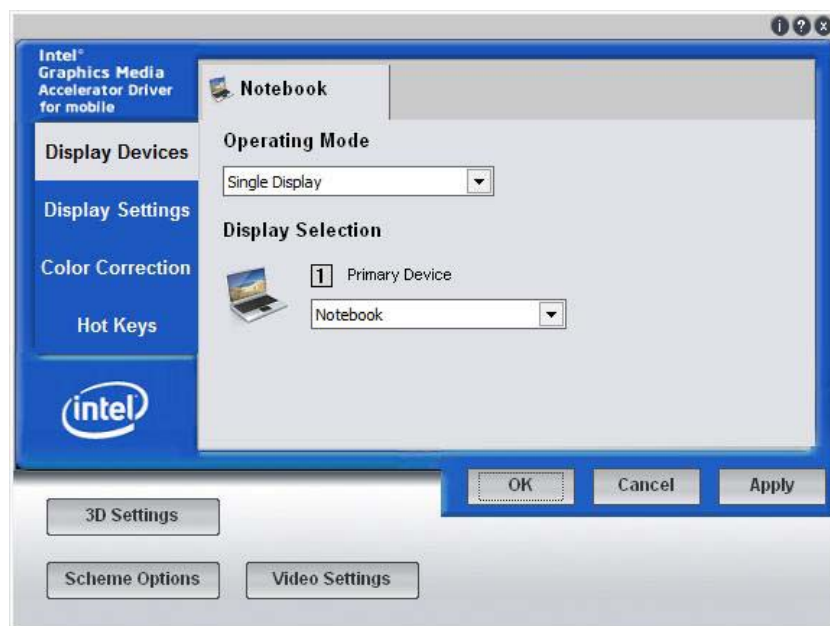 Intel®
Graphics Media
Accelerator Driver
for mobile
Notebook
Display Devices
Display Settings
Color Correction
Hot Keys
Operating Mode
Single Display
Display Selection
1 Primary Device
Notebook
intel
OK Cancel Apply
3D Settings
Scheme Options Video Settings